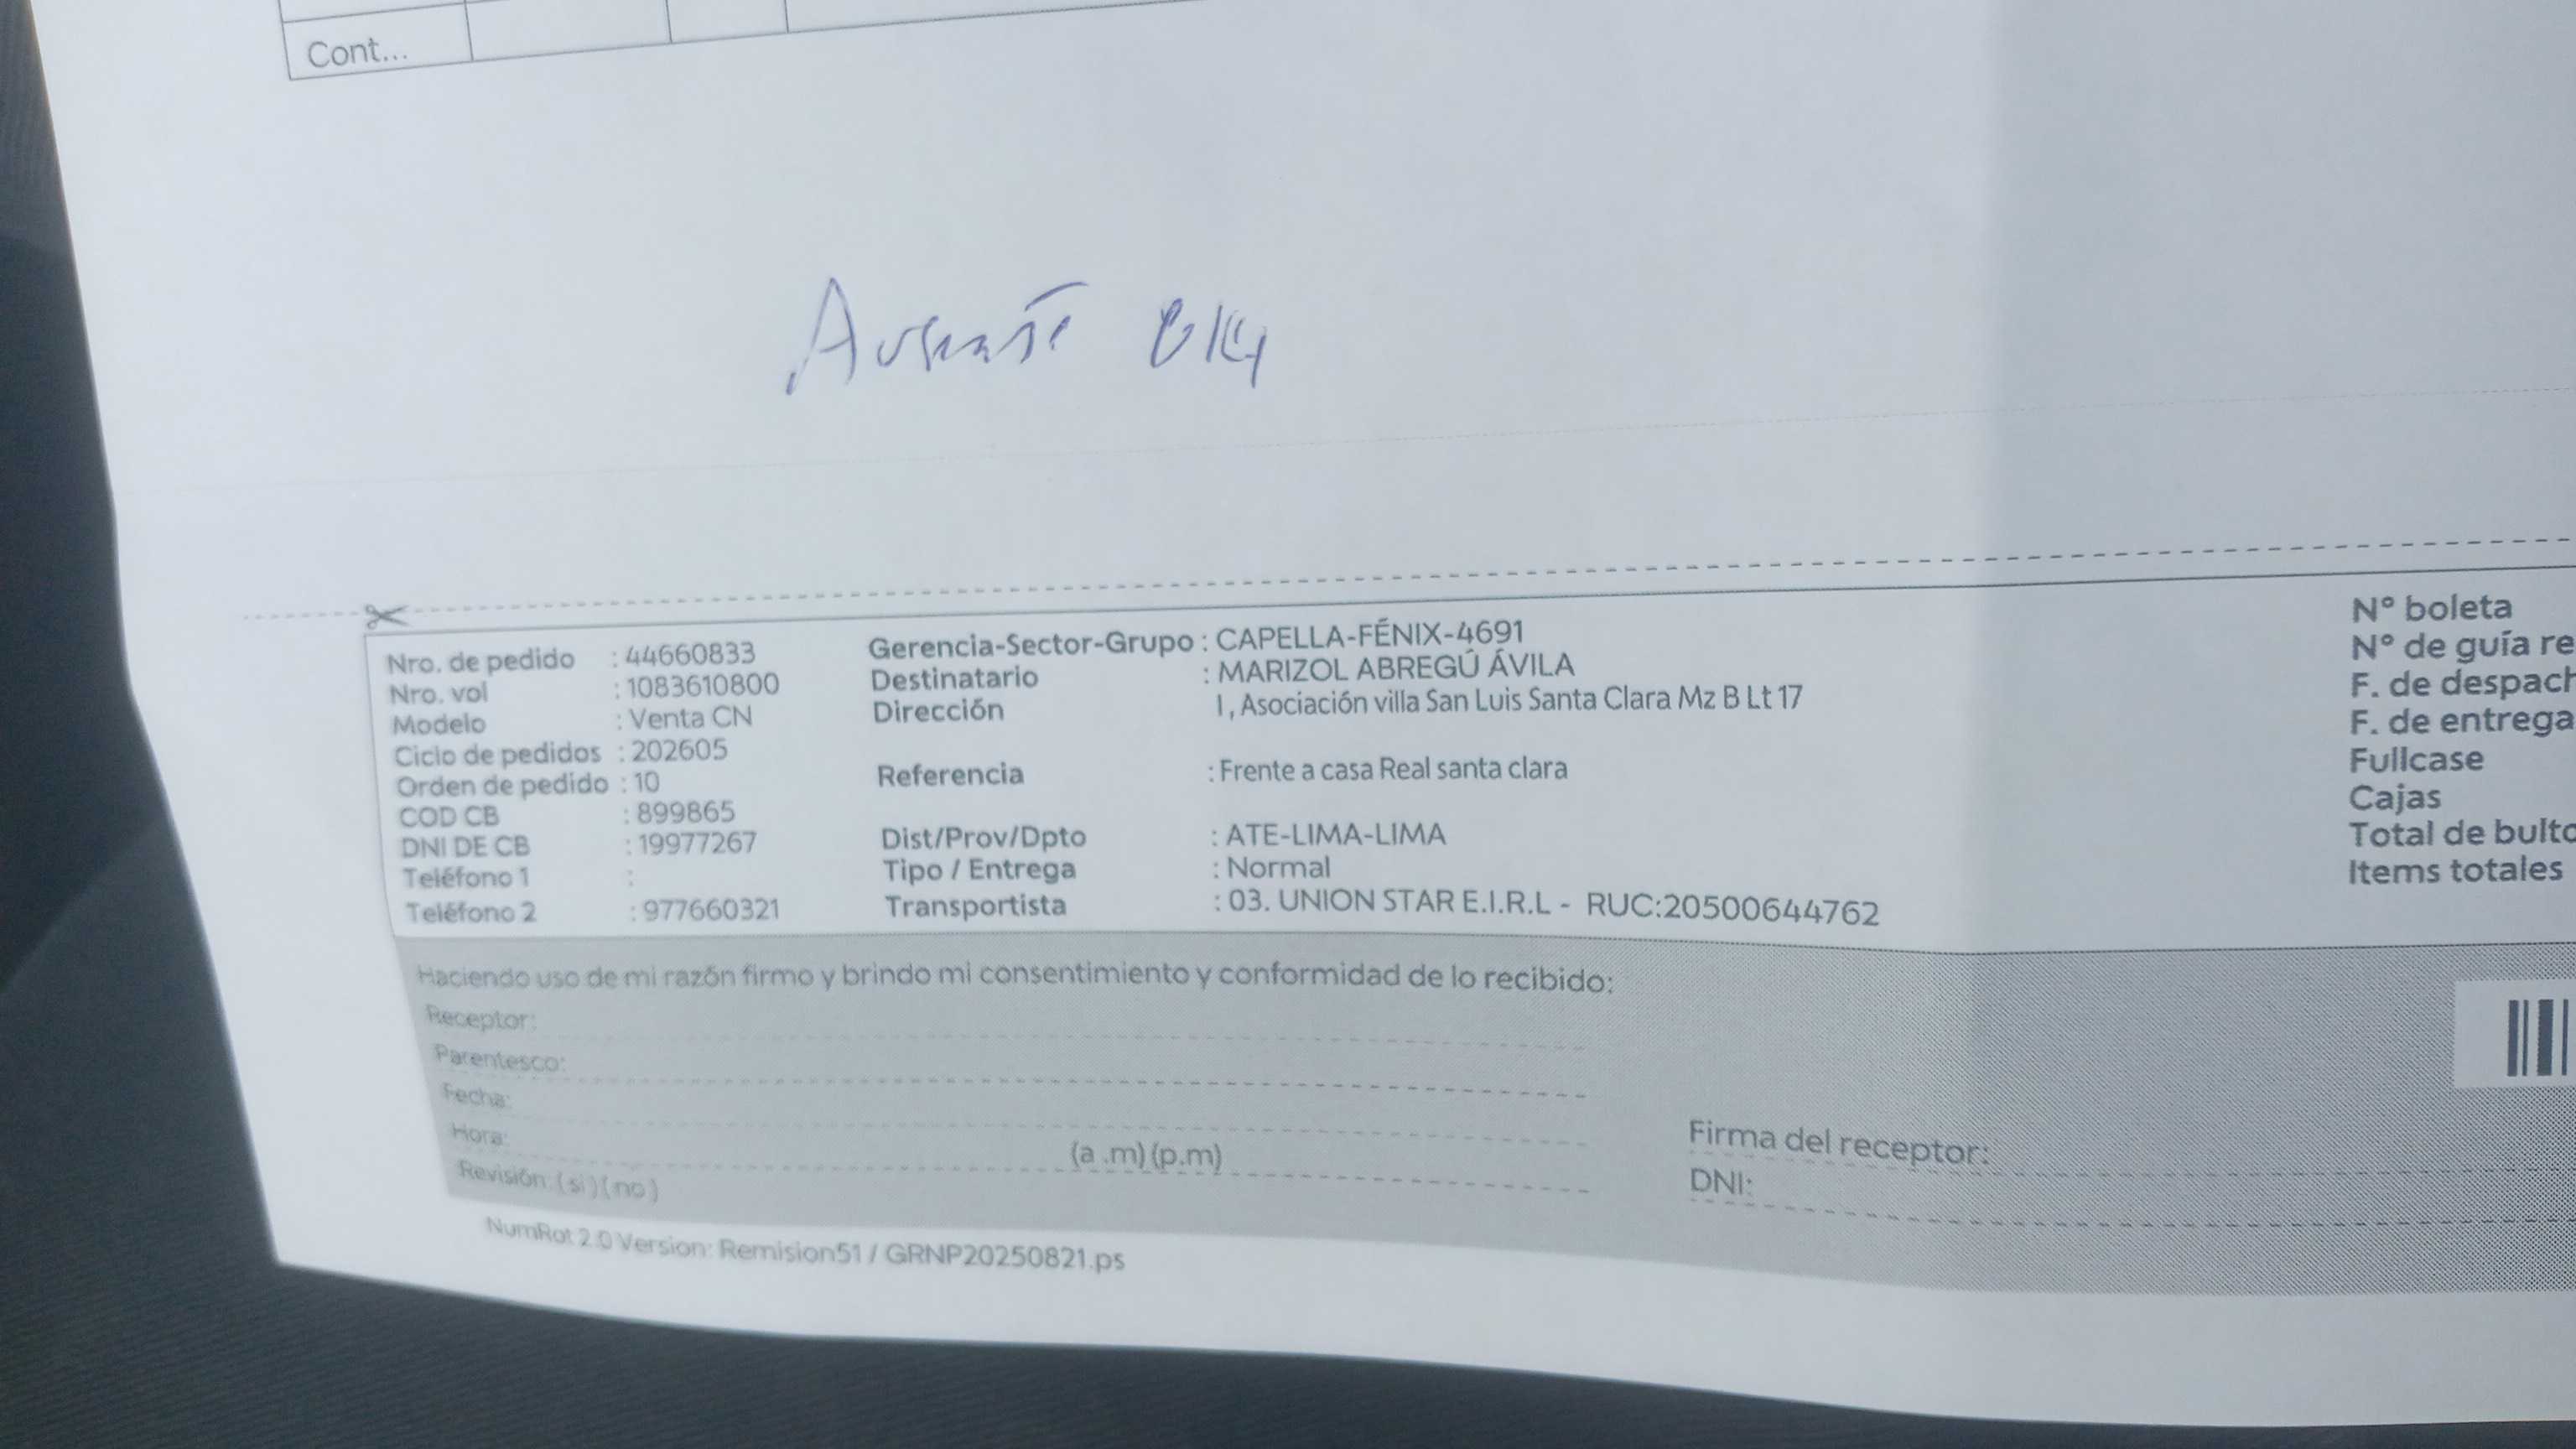 Cont...
Ausente
Nro. de pedido : 44660833
Nro. vol : 1083610800
Modelo : Venta CN
Ciclo de pedidos : 202605
Orden de pedido : 10
COD CB : 899865
DNI DE CB : 19977267
Teléfono 1 :
Teléfono 2 : 977660321
Gerencia-Sector-Grupo : CAPELLA-FÉNIX-4691
Destinatario : MARIZOL ABREGÚ ÁVILA
Dirección I, Asociación villa San Luis Santa Clara Mz B Lt 17
Referencia : Frente a casa Real santa clara
Dist/Prov/Dpto : ATE-LIMA-LIMA
Tipo / Entrega : Normal
Transportista : 03. UNION STAR E.I.R.L - RUC:20500644762
N° boleta
N° de guía re
F. de despach
F. de entrega
Fullcase
Cajas
Total de bulto
Items totales
Haciendo uso de mi razón firmo y brindo mi consentimiento y conformidad de lo recibido:
Receptor:
Parentesco:
Fecha:
Hora: (a .m) (p.m)
Revisión: ( si ) ( no )
Firma del receptor:
DNI:
NumRot 2.0 Version: Remision51 / GRNP20250821.ps